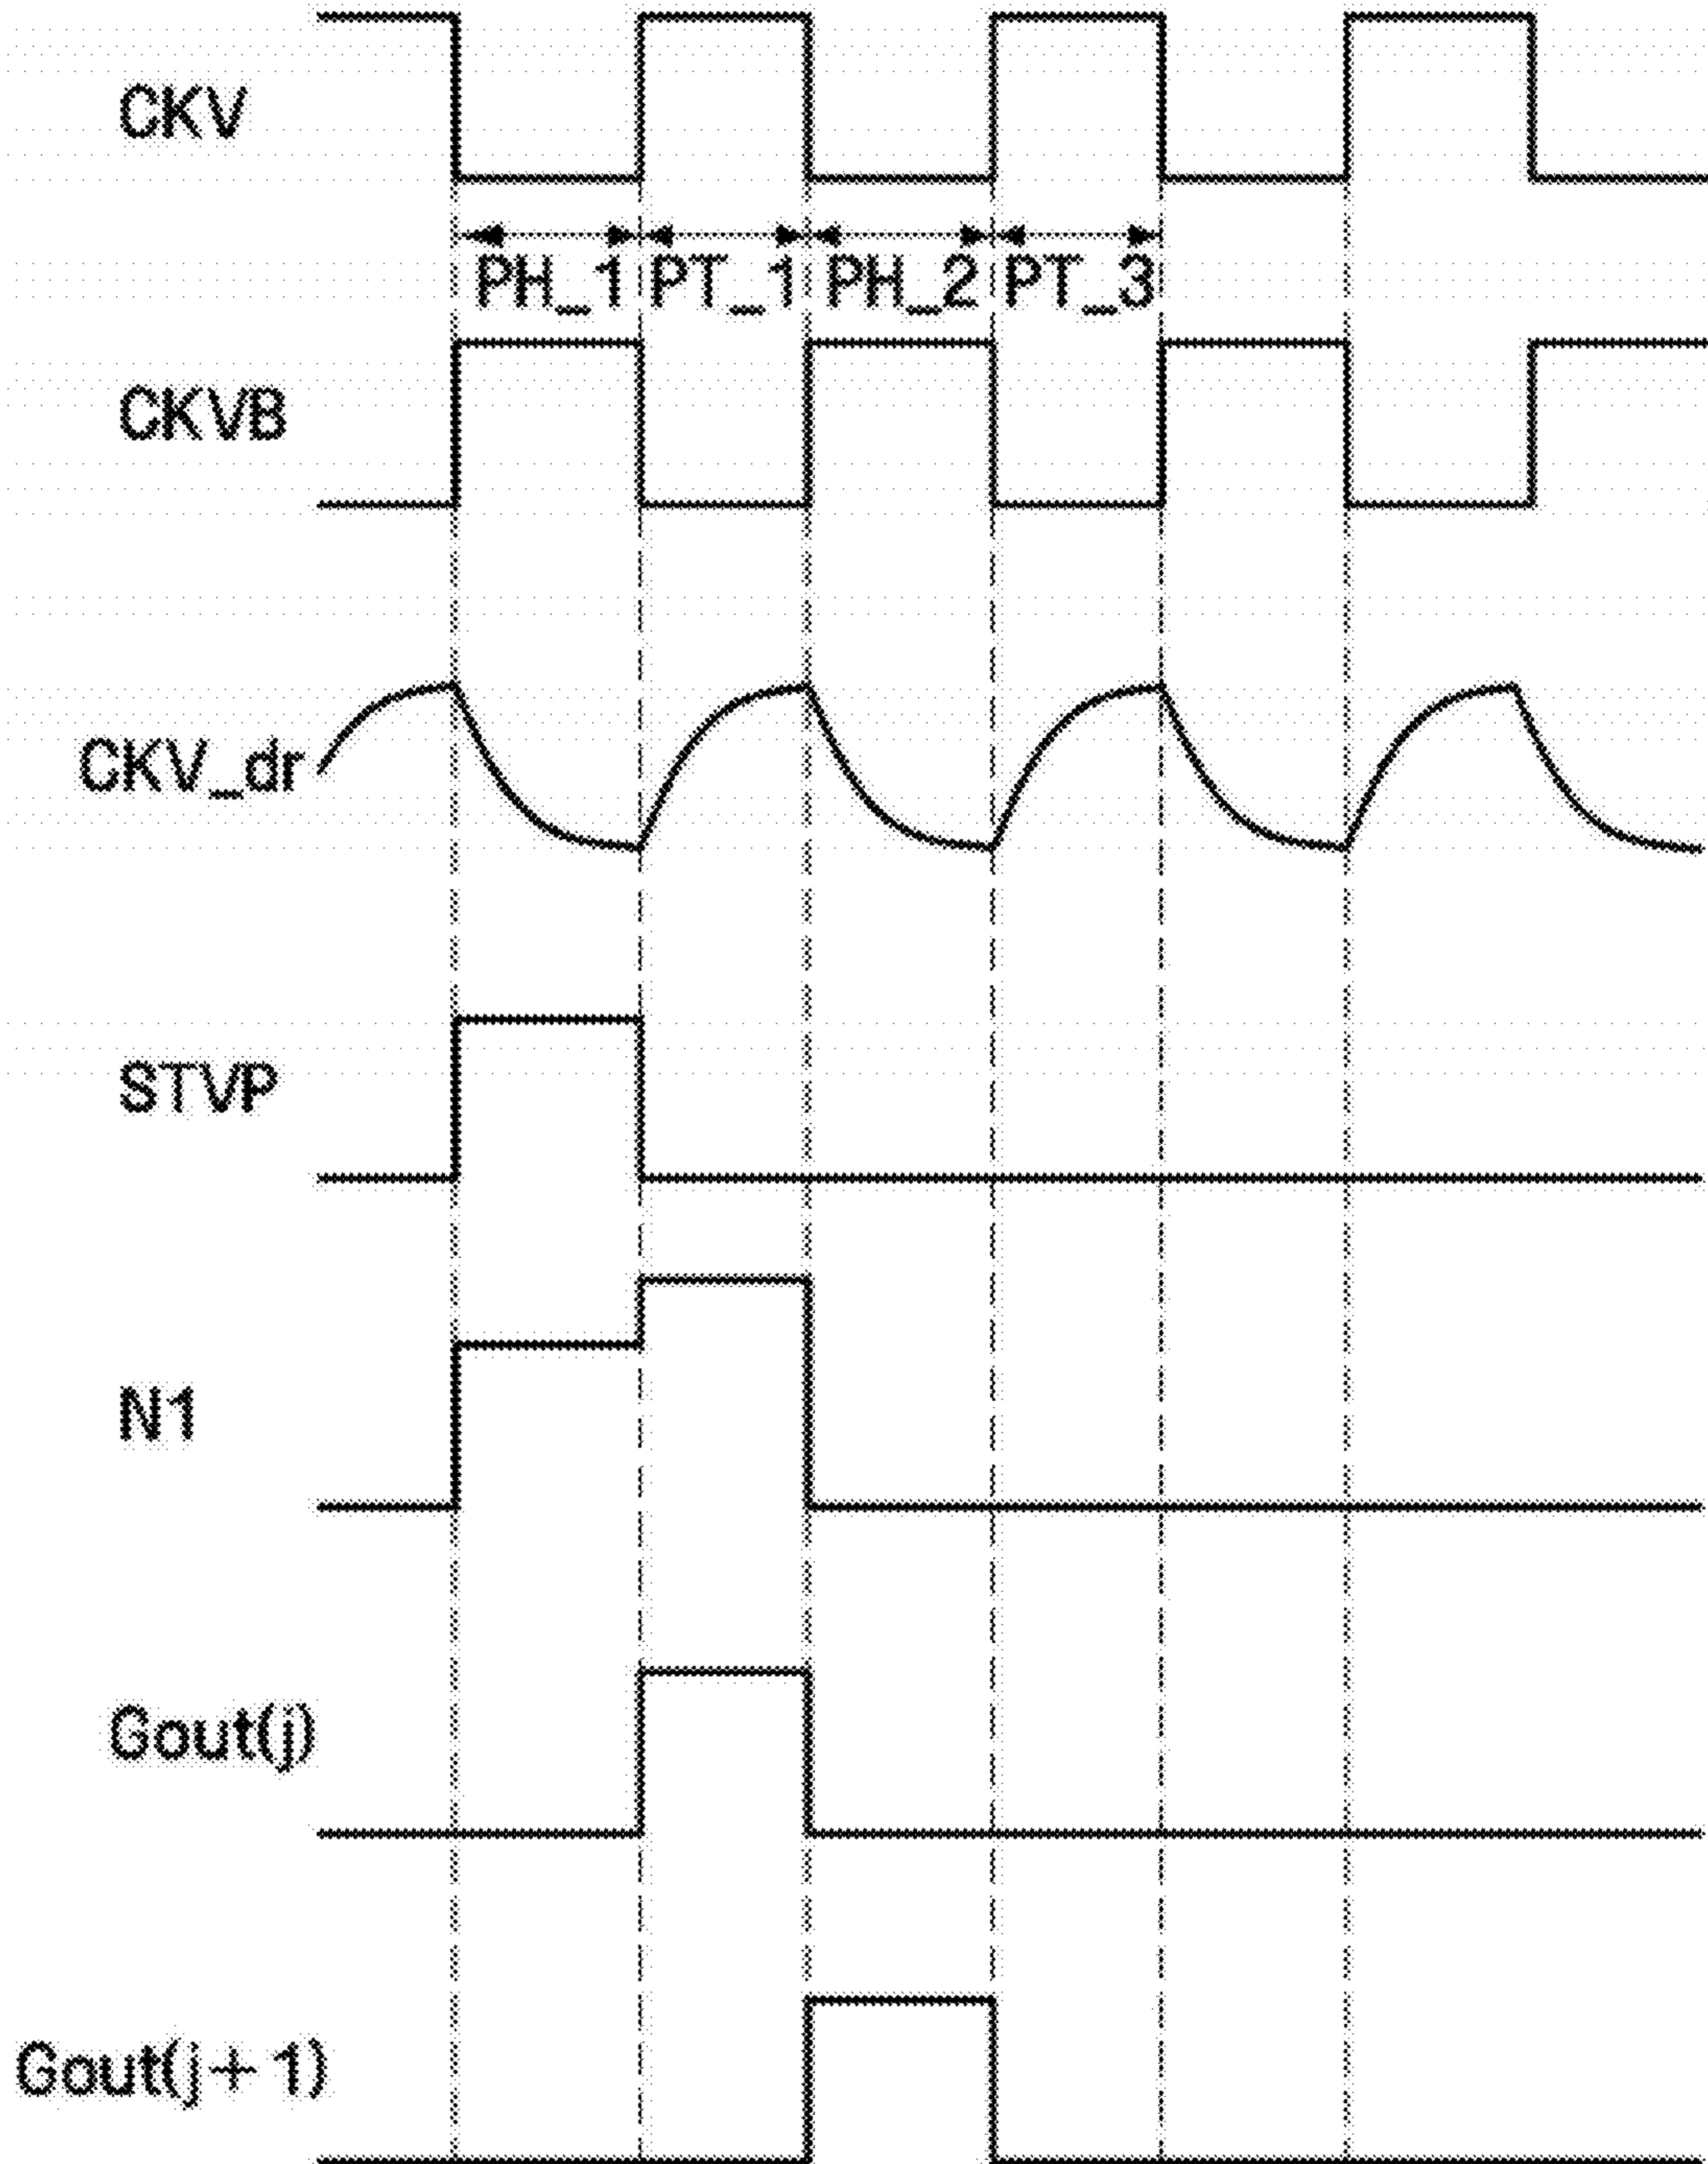 CKV
PH_1 PT_1 PH_2 PT_3
CKVB
CKV_dr
STVP
N1
Gout(j)
Gout(j+1)